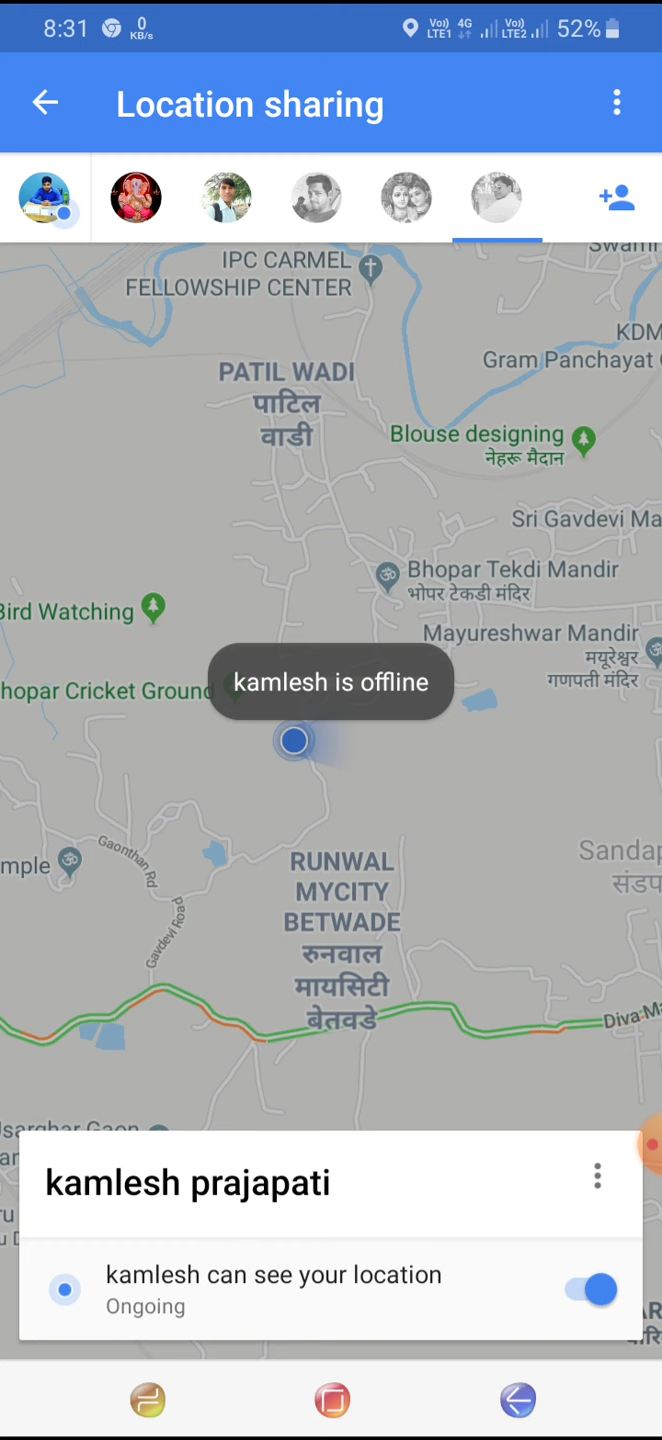 8:31
0
KB/s
Vo))
LTE1
4G
Vo))
LTE2
52%
Location sharing
Swami
IPC CARMEL
FELLOWSHIP CENTER
KDM
Gram Panchayat
PATIL WADI
पाटिल
वाडी
Blouse designing
नेहरू मैदान
Sri Gavdevi Ma
Bhopar Tekdi Mandir
भोपर टेकडी मंदिर
Bird Watching
Mayureshwar Mandir
मयूरेश्वर
गणपती मंदिर
kamlesh is offline
hopar Cricket Ground
Gaonthan Rd
mple
RUNWAL
MYCITY
BETWADE
रुनवाल
मायसिटी
बेतवडे
Sandap
संडप
Gavdevi Road
Diva-Ma
Usarghar Gaon
kamlesh prajapati
kamlesh can see your location
Ongoing